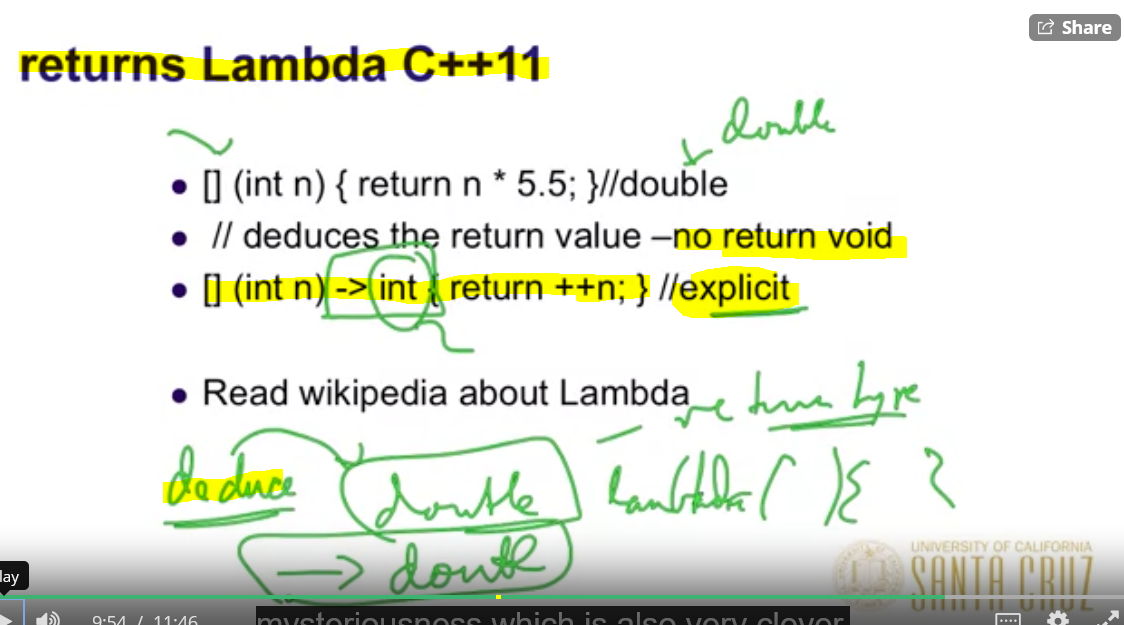 Share
returns Lambda C++11
double
[] (int n) { return n * 5.5; }//double
// deduces the return value –no return void
[] (int n) -> int { return ++n; } //explicit
Read wikipedia about Lambda
return type
deduce double lambda ( ) {
—> double
UNIVERSITY OF CALIFORNIA
SANTA CRUZ
lay
9:54 / 11:46
mysteriousness which is also very clever